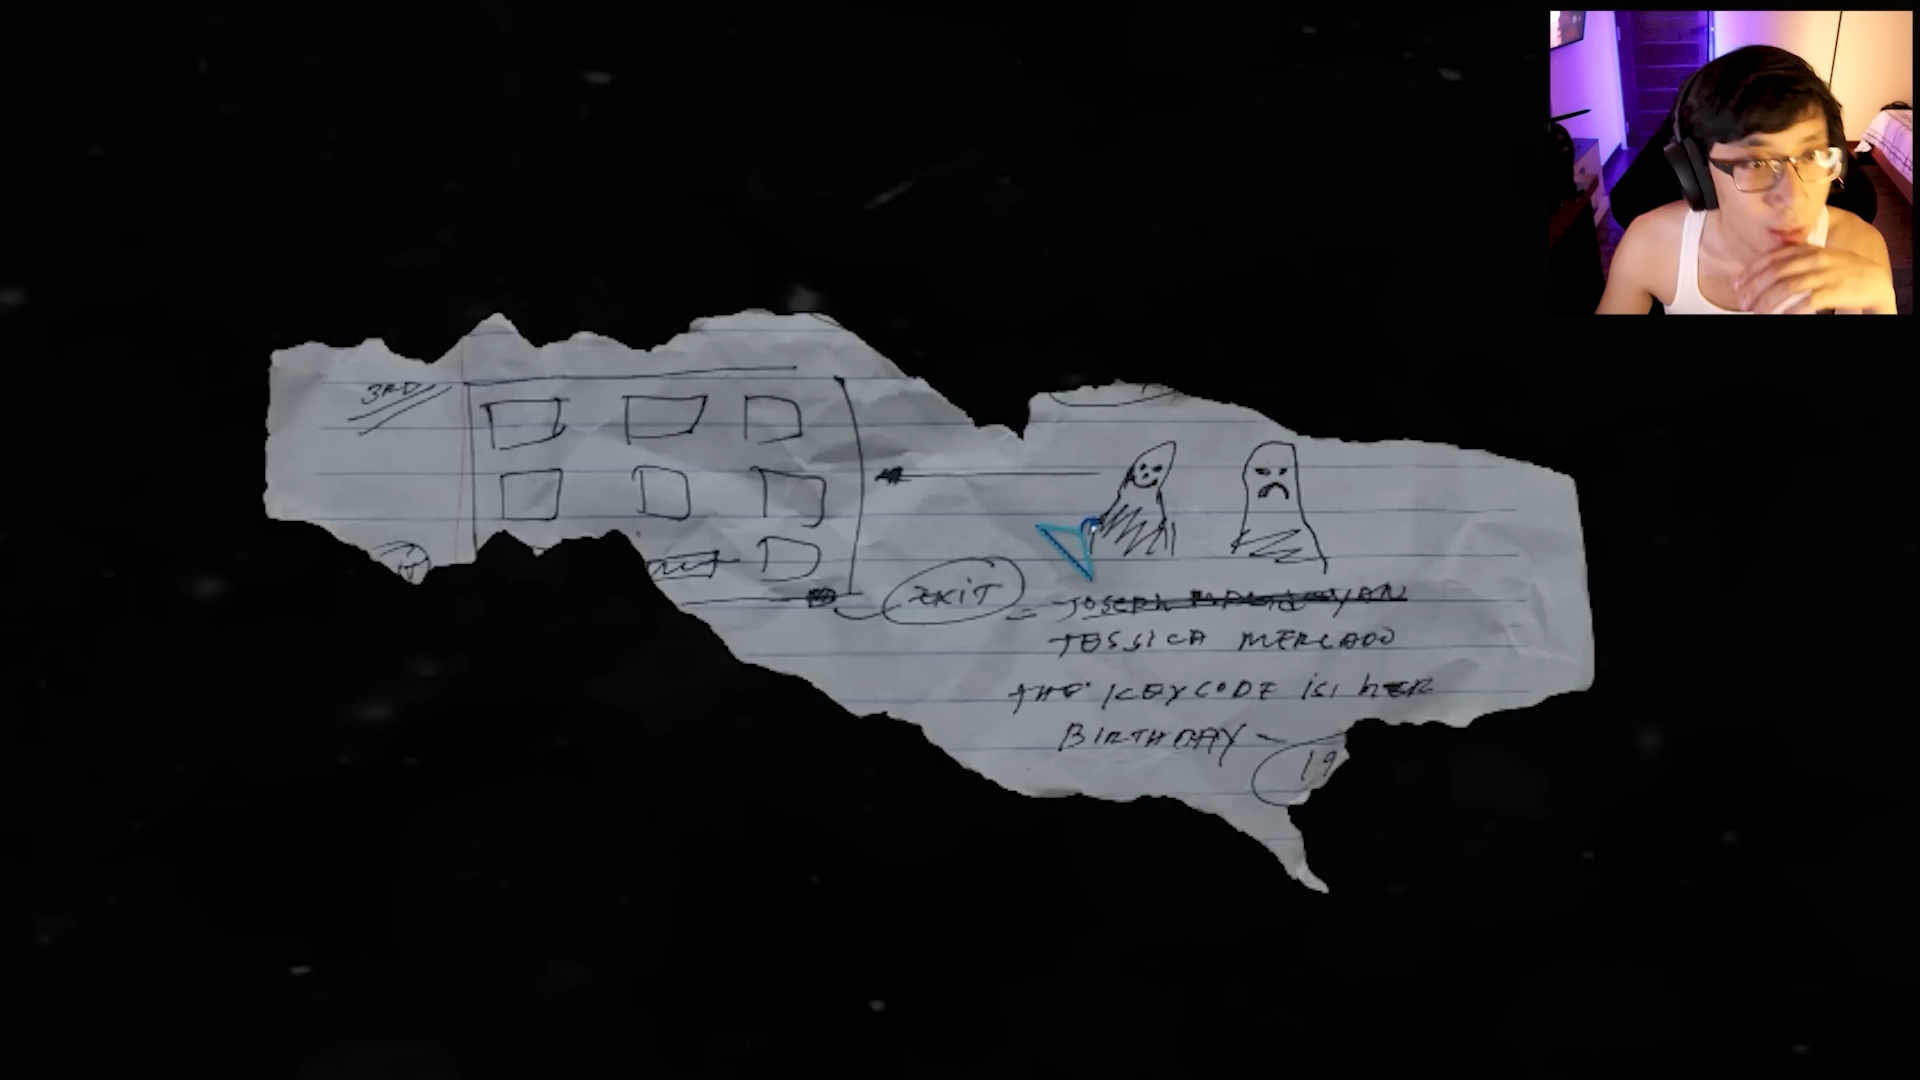 3RD
EXIT =
JESSICA MERCADO
THE KEYCODE is, hER
BIRTHDAY -
19